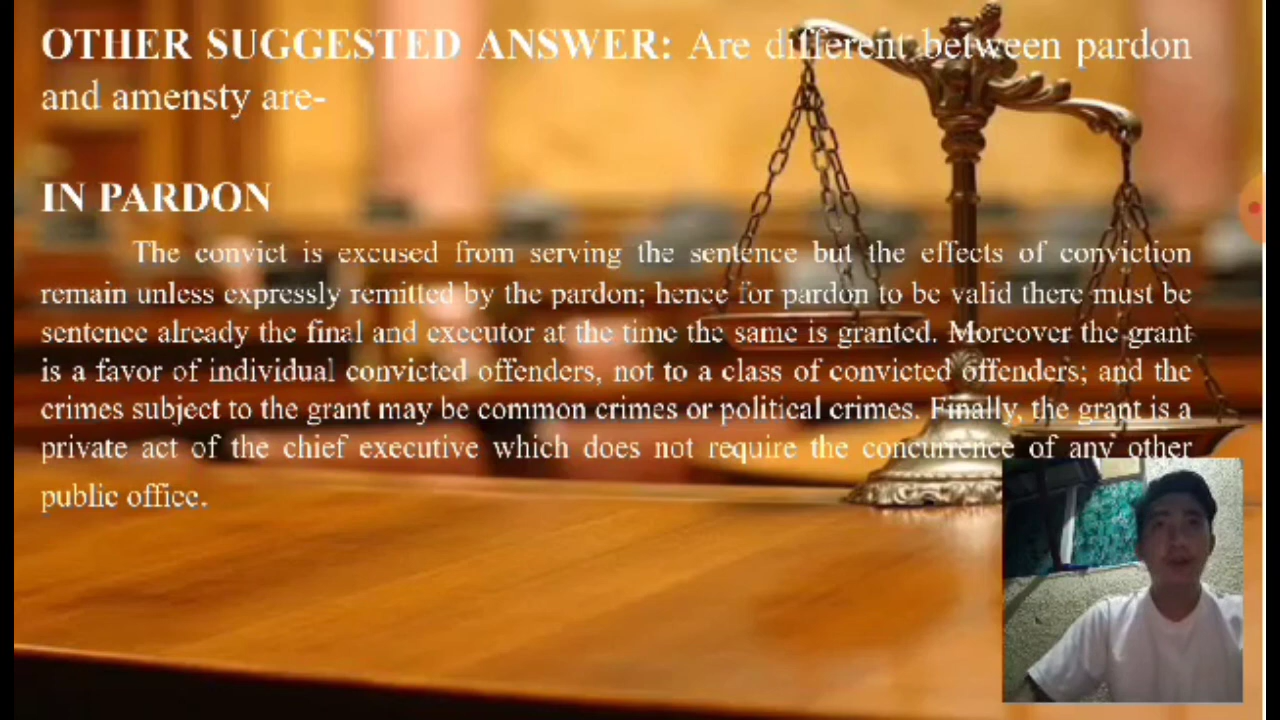 OTHER SUGGESTED ANSWER: Are different between pardon
and amensty are-
IN PARDON
The convict is excused from serving the sentence but the effects of conviction
remain unless expressly remitted by the pardon; hence for pardon to be valid there must be
sentence already the final and executor at the time the same is granted. Moreover the grant
is a favor of individual convicted offenders, not to a class of convicted offenders; and the
crimes subject to the grant may be common crimes or political crimes. Finally, the grant is a
private act of the chief executive which does not require the concurrence of any other
public office.